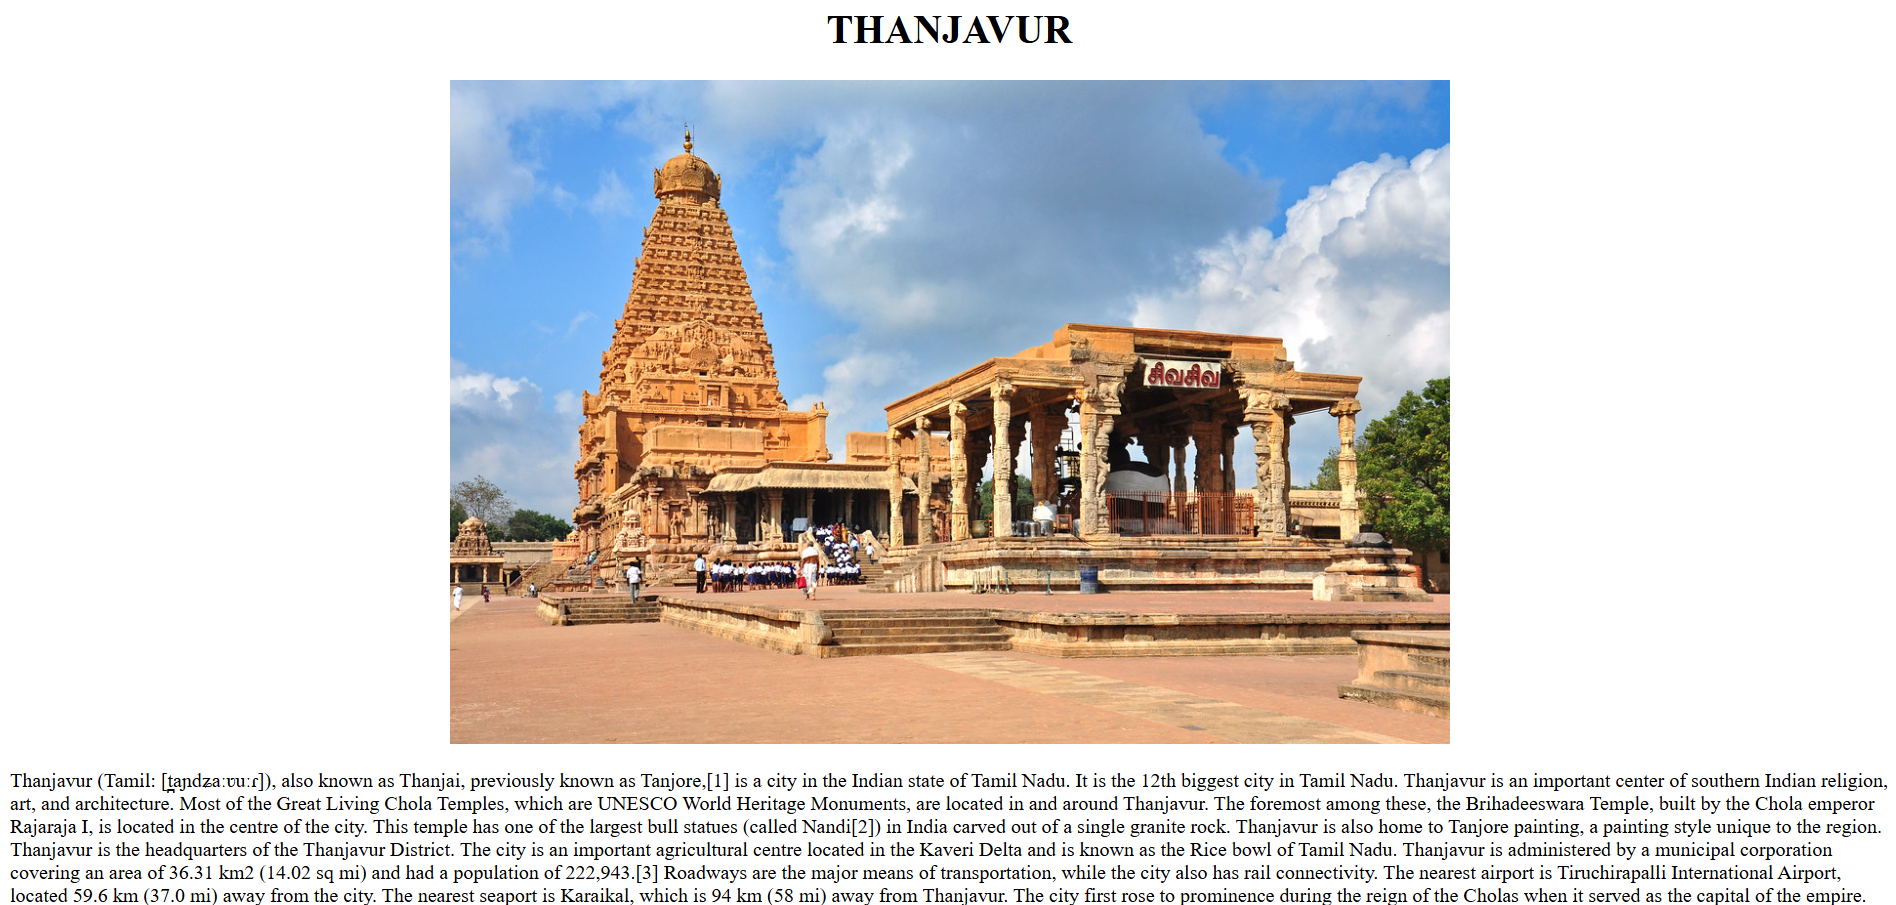 THANJAVUR
சிவசிவ
Thanjavur (Tamil: [t̪aɲdʑaːʋuːɾ]), also known as Thanjai, previously known as Tanjore,[1] is a city in the Indian state of Tamil Nadu. It is the 12th biggest city in Tamil Nadu. Thanjavur is an important center of southern Indian religion,
art, and architecture. Most of the Great Living Chola Temples, which are UNESCO World Heritage Monuments, are located in and around Thanjavur. The foremost among these, the Brihadeeswara Temple, built by the Chola emperor
Rajaraja I, is located in the centre of the city. This temple has one of the largest bull statues (called Nandi[2]) in India carved out of a single granite rock. Thanjavur is also home to Tanjore painting, a painting style unique to the region.
Thanjavur is the headquarters of the Thanjavur District. The city is an important agricultural centre located in the Kaveri Delta and is known as the Rice bowl of Tamil Nadu. Thanjavur is administered by a municipal corporation
covering an area of 36.31 km2 (14.02 sq mi) and had a population of 222,943.[3] Roadways are the major means of transportation, while the city also has rail connectivity. The nearest airport is Tiruchirapalli International Airport,
located 59.6 km (37.0 mi) away from the city. The nearest seaport is Karaikal, which is 94 km (58 mi) away from Thanjavur. The city first rose to prominence during the reign of the Cholas when it served as the capital of the empire.